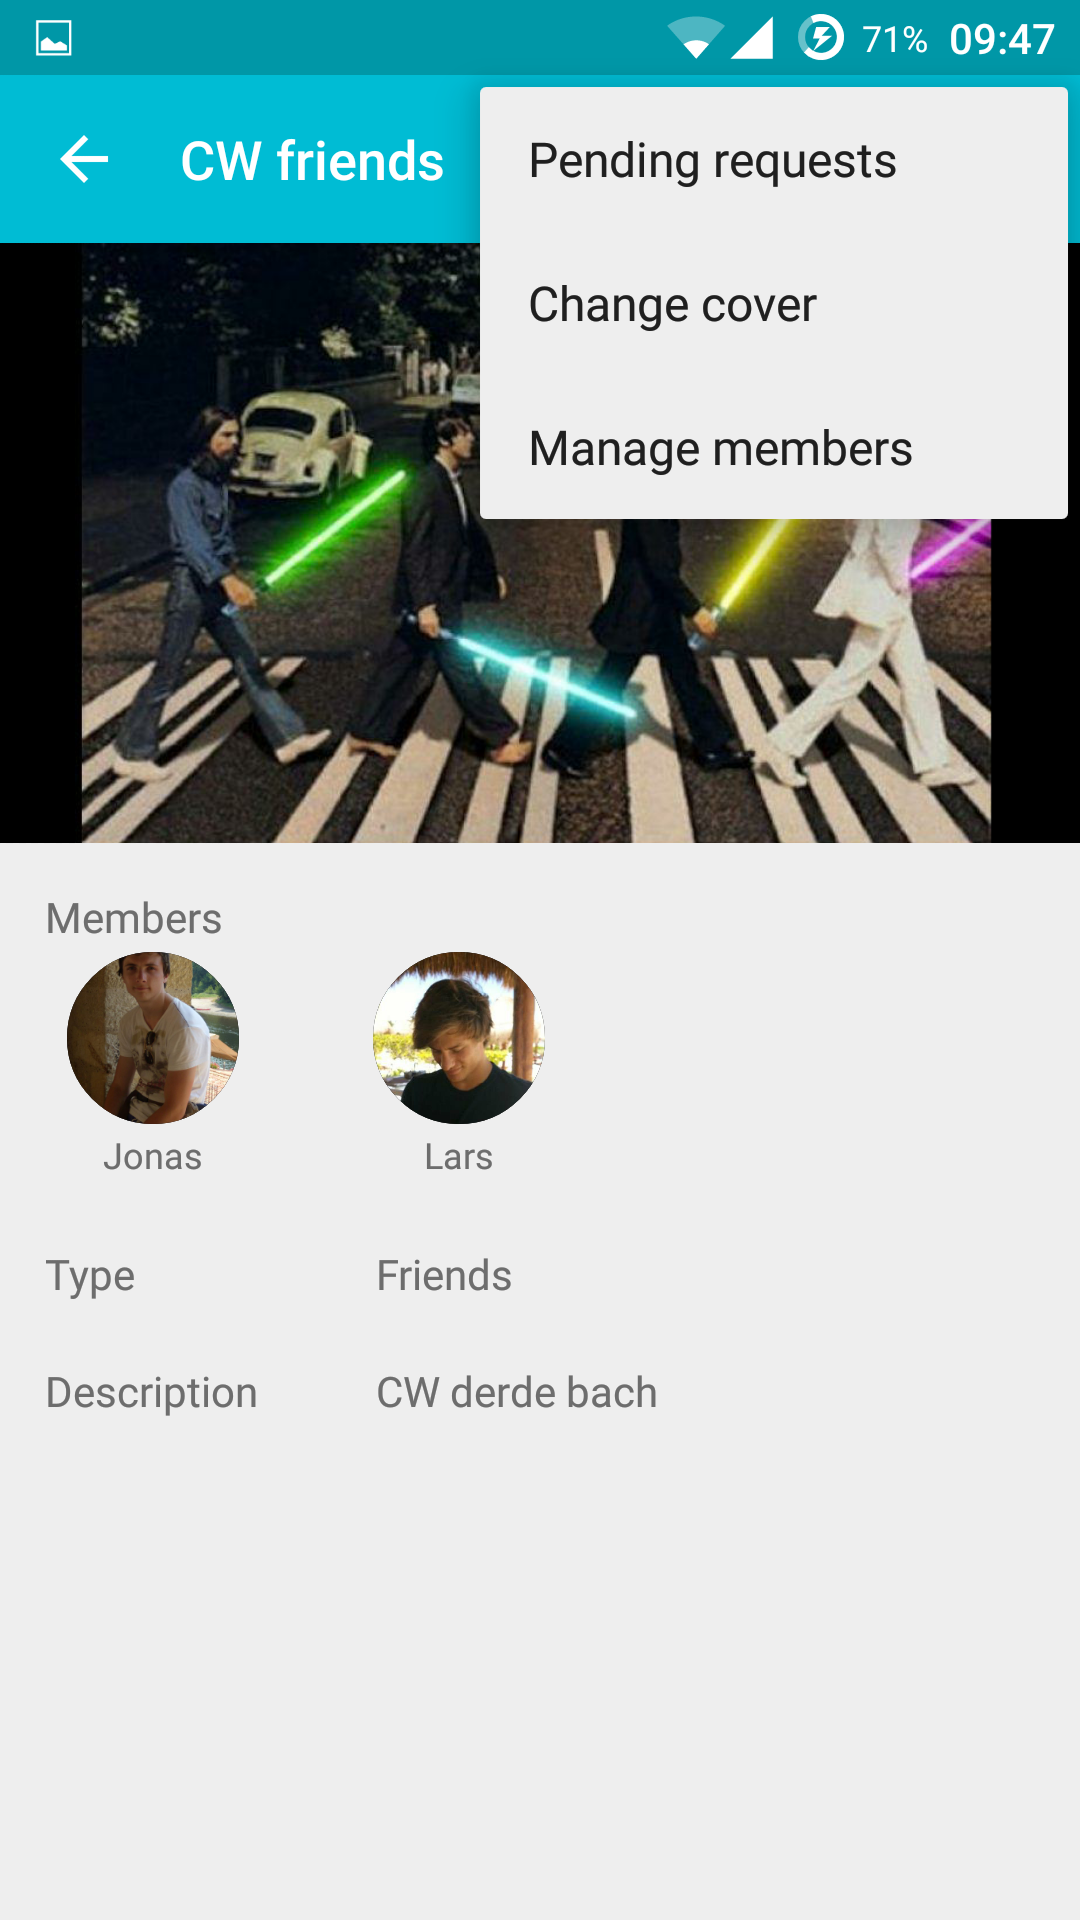 71% 09:47
CW friends
Pending requests
Change cover
Manage members
Members
Jonas Lars
Type Friends
Description CW derde bach